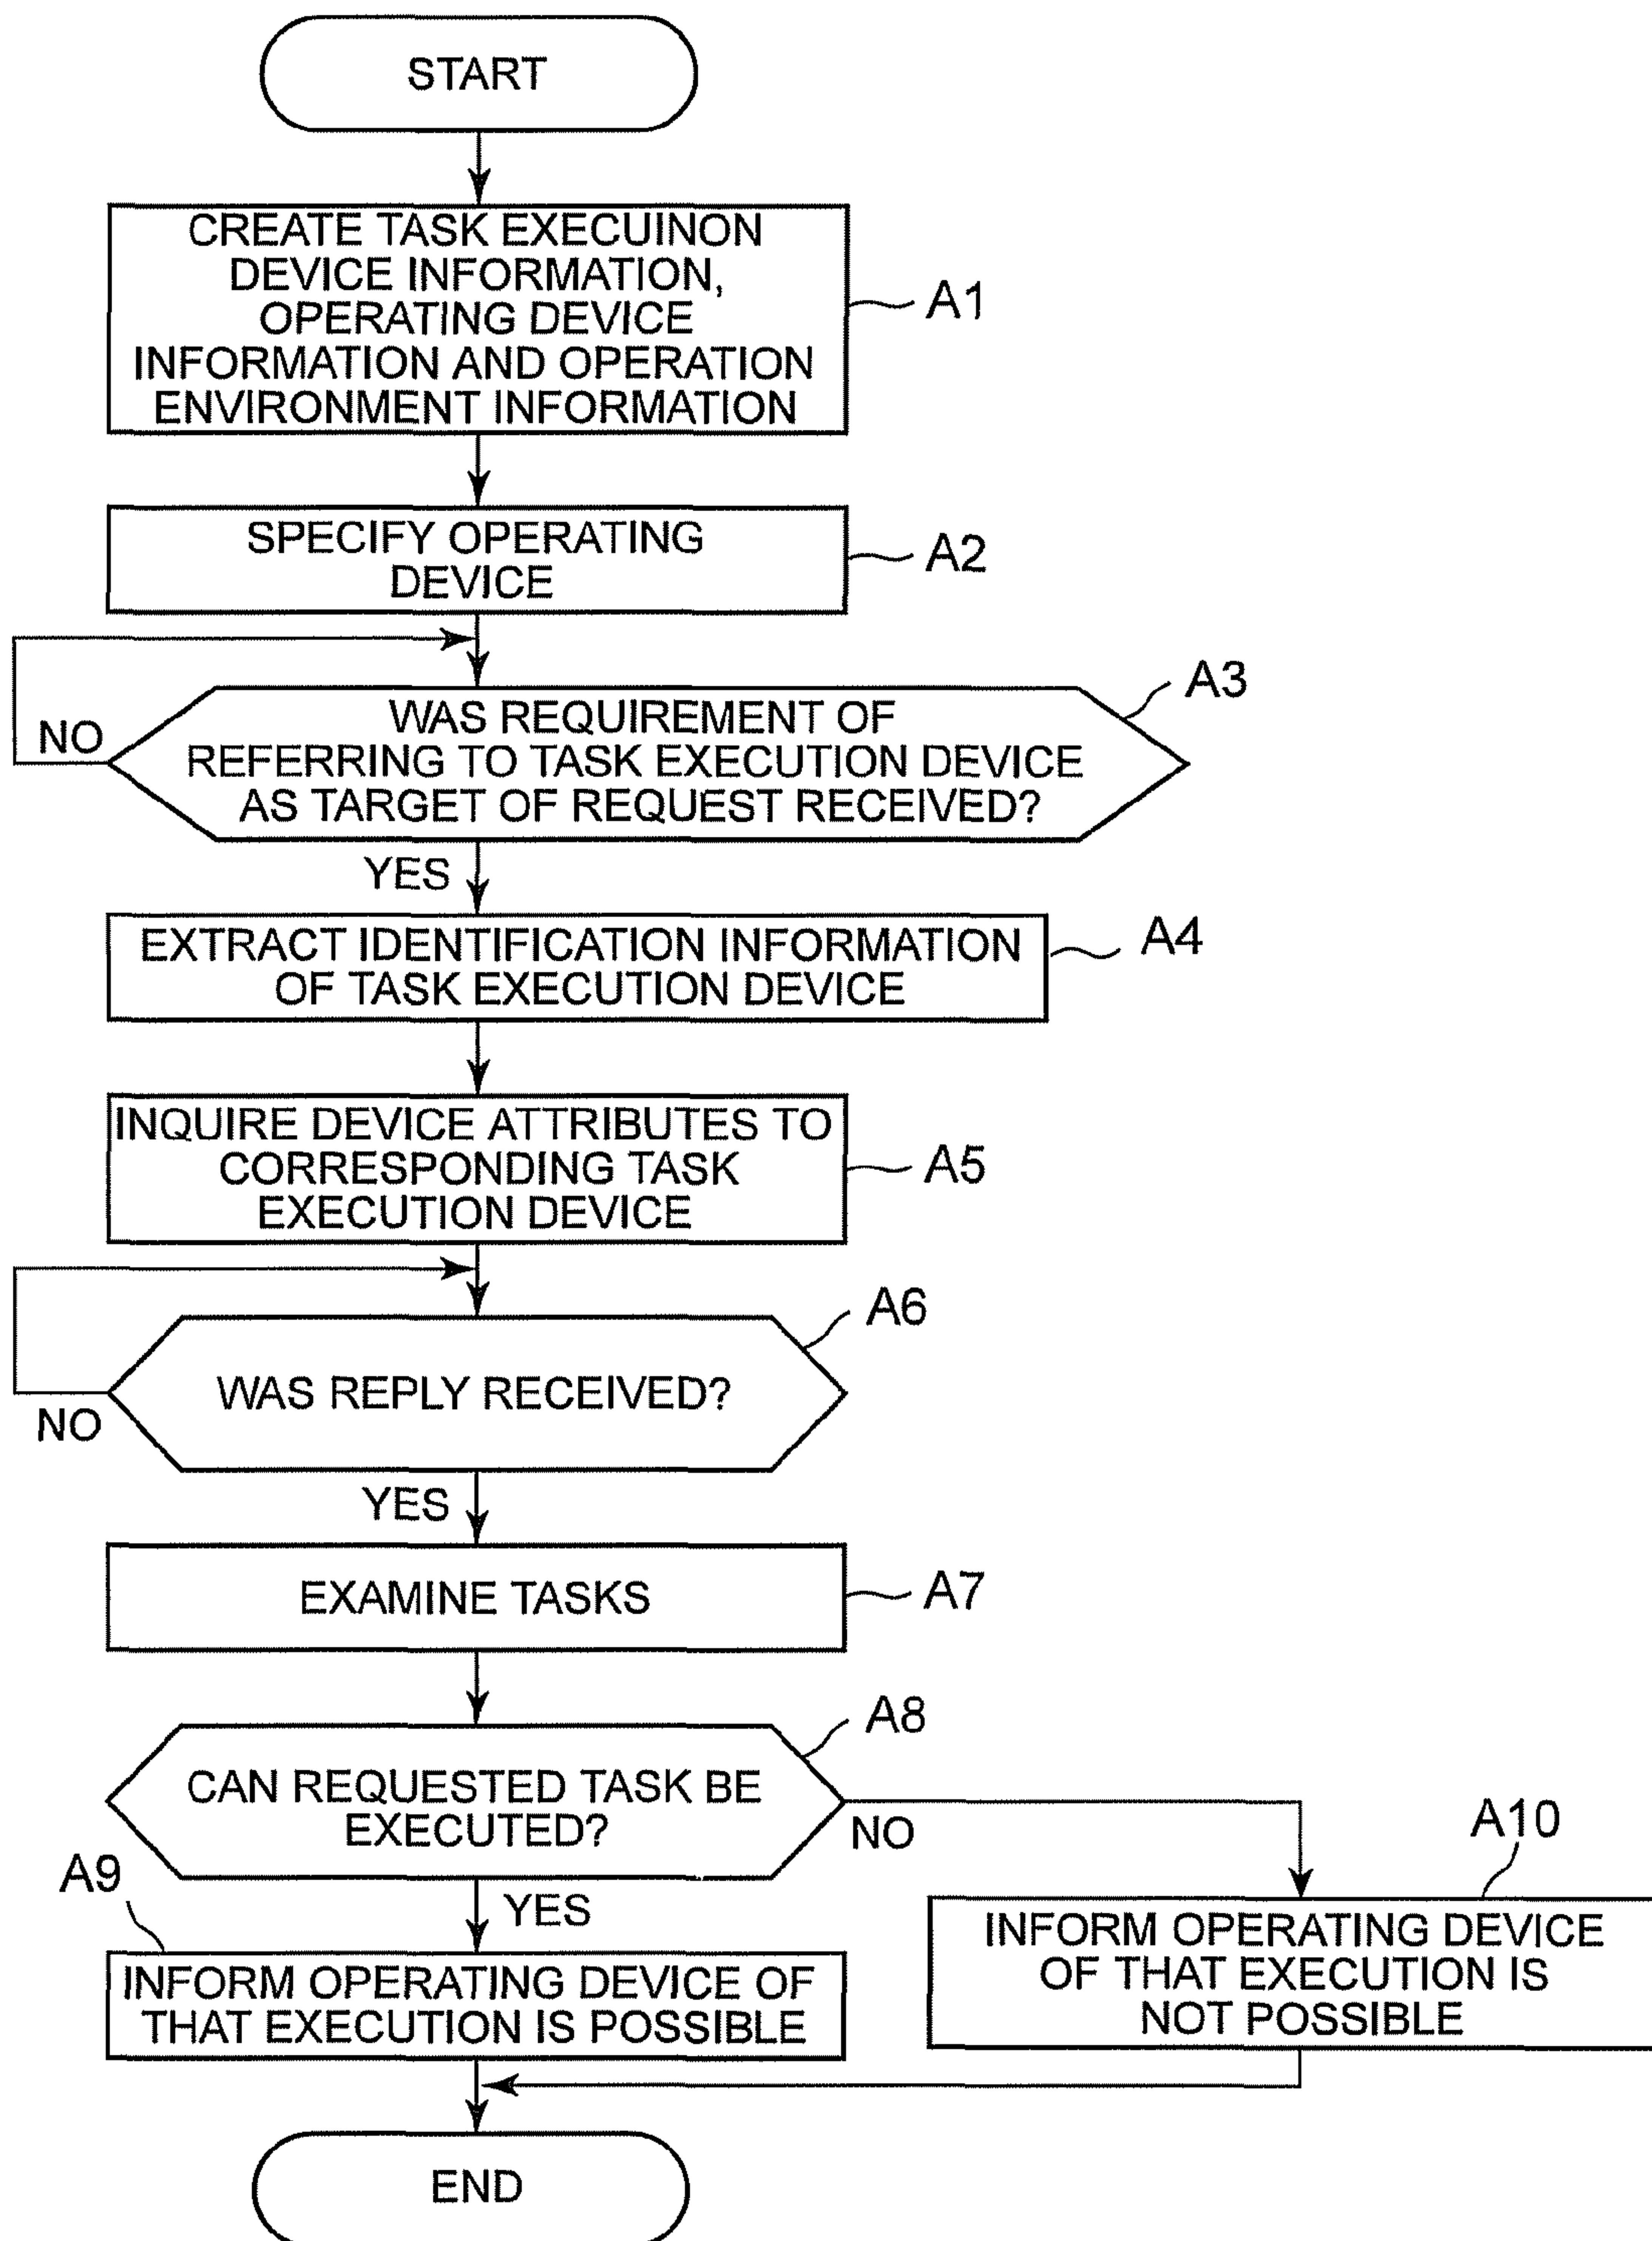 START
CREATE TASK EXECUINON
DEVICE INFORMATION,
OPERATING DEVICE
INFORMATION AND OPERATION
ENVIRONMENT INFORMATION
A1
SPECIFY OPERATING
DEVICE
A2
A3
WAS REQUIREMENT OF
REFERRING TO TASK EXECUTION DEVICE
AS TARGET OF REQUEST RECEIVED?
NO
YES
EXTRACT IDENTIFICATION INFORMATION
OF TASK EXECUTION DEVICE
A4
INQUIRE DEVICE ATTRIBUTES TO
CORRESPONDING TASK
EXECUTION DEVICE
A5
A6
WAS REPLY RECEIVED?
NO
YES
EXAMINE TASKS
A7
A8
CAN REQUESTED TASK BE
EXECUTED?
NO
A10
A9
YES
INFORM OPERATING DEVICE OF
THAT EXECUTION IS POSSIBLE
INFORM OPERATING DEVICE
OF THAT EXECUTION IS
NOT POSSIBLE
END